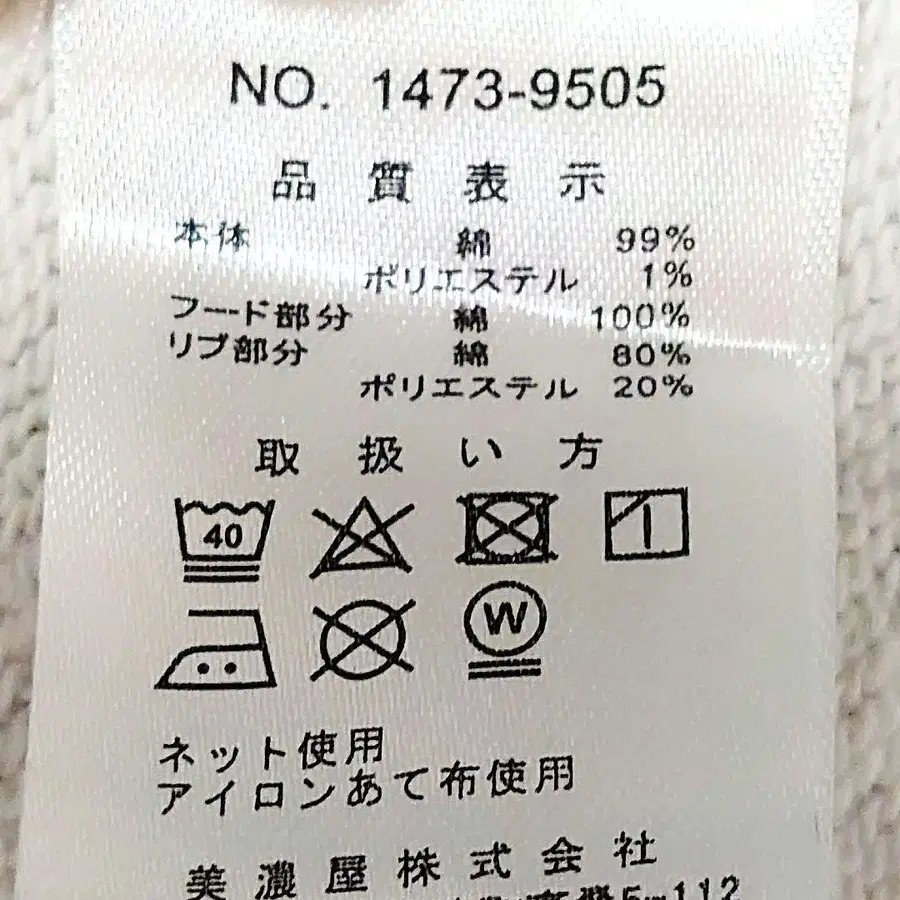 NO. 1473-9505
品質表示
本体 綿 99%
ポリエステル 1%
フード部分 綿 100%
リブ部分 綿 80%
ポリエステル 20%
取扱い方
40
W
ネット使用
アイロンあて布使用
美濃屋株式会社
5-112